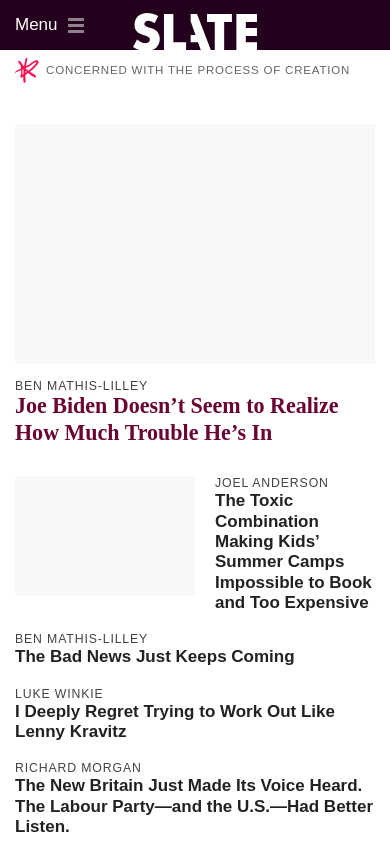 Menu
SLATE
CONCERNED WITH THE PROCESS OF CREATION
BEN MATHIS-LILLEY
Joe Biden Doesn’t Seem to Realize
How Much Trouble He’s In
JOEL ANDERSON
The Toxic
Combination
Making Kids’
Summer Camps
Impossible to Book
and Too Expensive
BEN MATHIS-LILLEY
The Bad News Just Keeps Coming
LUKE WINKIE
I Deeply Regret Trying to Work Out Like
Lenny Kravitz
RICHARD MORGAN
The New Britain Just Made Its Voice Heard.
The Labour Party—and the U.S.—Had Better
Listen.